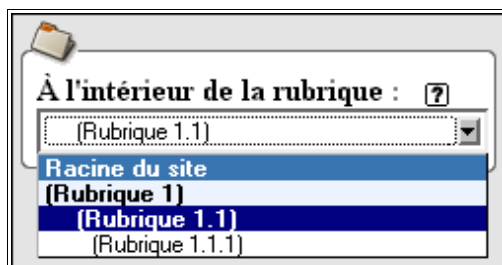 À l'intérieur de la rubrique : ?
(Rubrique 1.1)
Racine du site
(Rubrique 1)
(Rubrique 1.1)
(Rubrique 1.1.1)